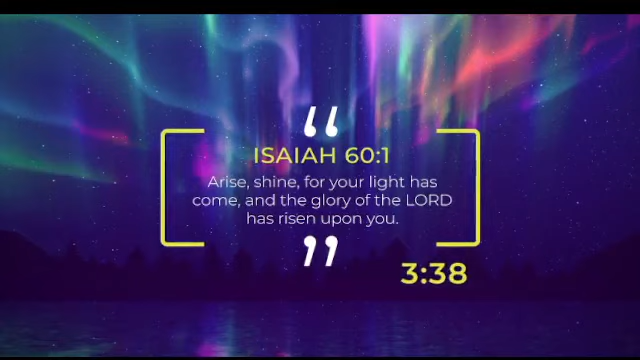 “
ISAIAH 60:1
Arise, shine, for your light has
come, and the glory of the LORD
has risen upon you.
”
3:38